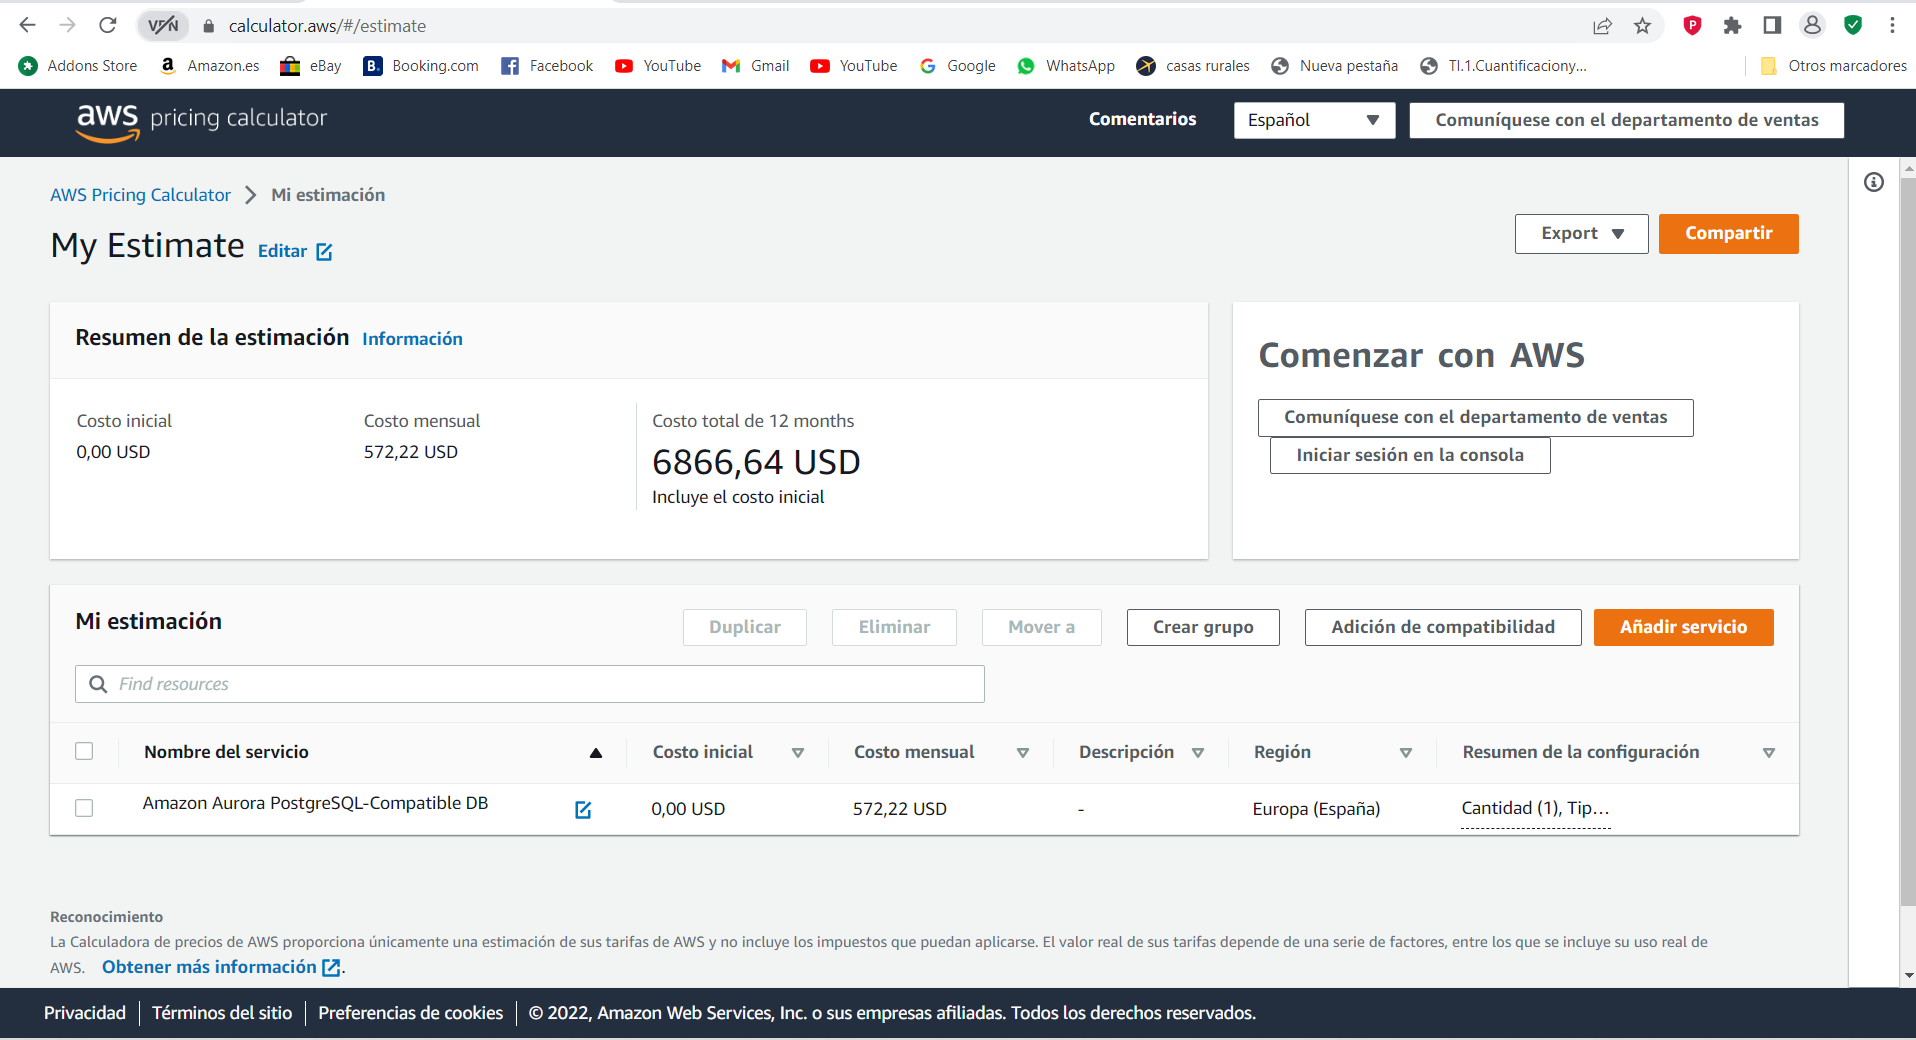 VPN calculator.aws/#/estimate
Addons Store Amazon.es eBay Booking.com Facebook YouTube Gmail YouTube Google WhatsApp casas rurales Nueva pestaña TI.1.Cuantificaciony... Otros marcadores
aws pricing calculator Comentarios Español Comuníquese con el departamento de ventas
AWS Pricing Calculator Mi estimación
My Estimate Editar Export Compartir
Resumen de la estimación Información
Costo inicial Costo mensual Costo total de 12 months
0,00 USD 572,22 USD 6866,64 USD
Incluye el costo inicial
Comenzar con AWS
Comuníquese con el departamento de ventas
Iniciar sesión en la consola
Mi estimación Duplicar Eliminar Mover a Crear grupo Adición de compatibilidad Añadir servicio
Find resources
Nombre del servicio Costo inicial Costo mensual Descripción Región Resumen de la configuración
Amazon Aurora PostgreSQL-Compatible DB 0,00 USD 572,22 USD - Europa (España) Cantidad (1), Tip...
Reconocimiento
La Calculadora de precios de AWS proporciona únicamente una estimación de sus tarifas de AWS y no incluye los impuestos que puedan aplicarse. El valor real de sus tarifas depende de una serie de factores, entre los que se incluye su uso real de
AWS. Obtener más información .
Privacidad Términos del sitio Preferencias de cookies © 2022, Amazon Web Services, Inc. o sus empresas afiliadas. Todos los derechos reservados.